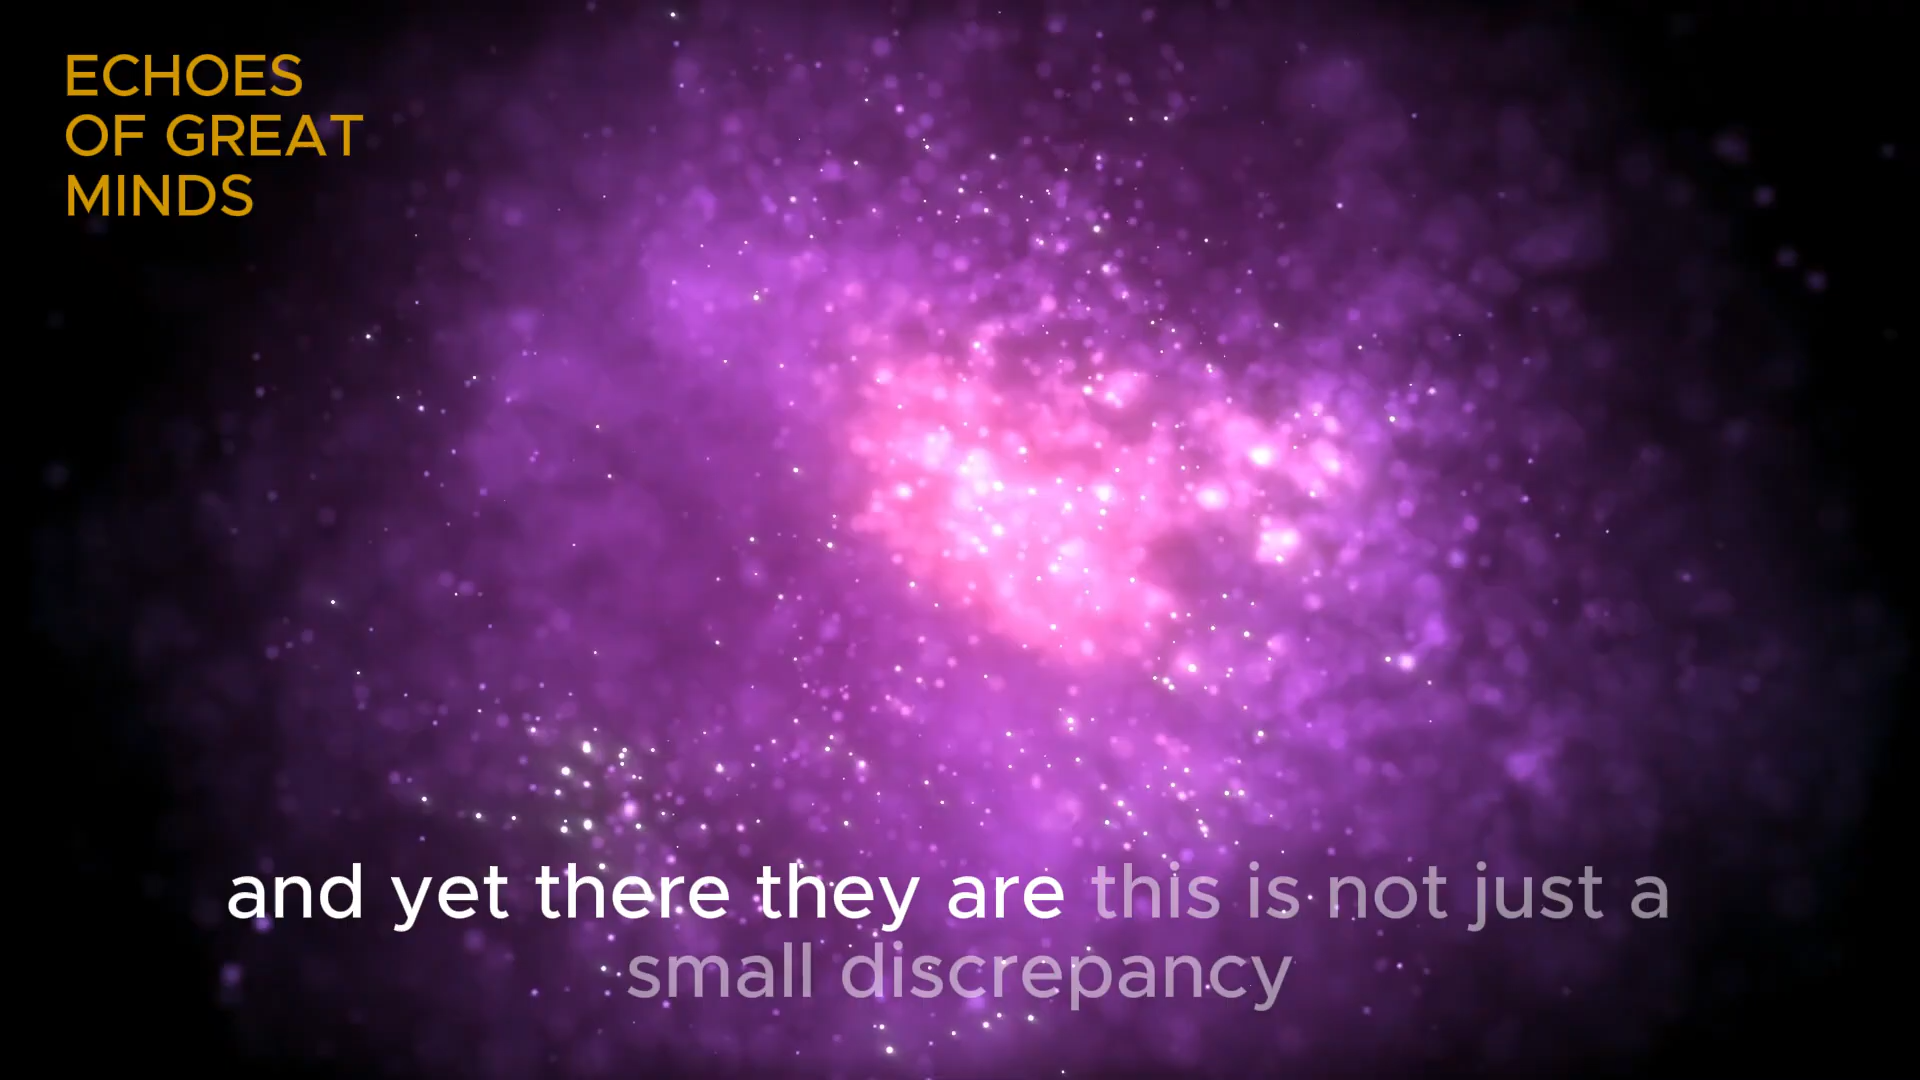 ECHOES
OF GREAT
MINDS
and yet there they are this is not just a
small discrepancy